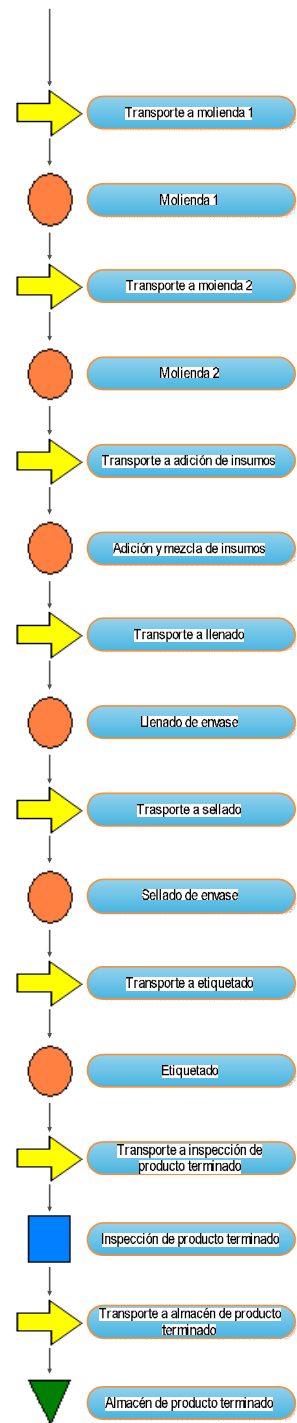 Transporte a molienda 1
Molienda 1
Transporte a moienda 2
Molienda 2
Transporte a adición de insumos
Adición y mezcla de insumos
Transporte a llenado
Llenado de envase
Trasporte a sellado
Sellado de envase
Transporte a etiquetado
Etiquetado
Transporte a inspección de
producto terminado
Inspección de producto terminado
Transporte a almacén de producto
terminado
Almacén de producto terminado